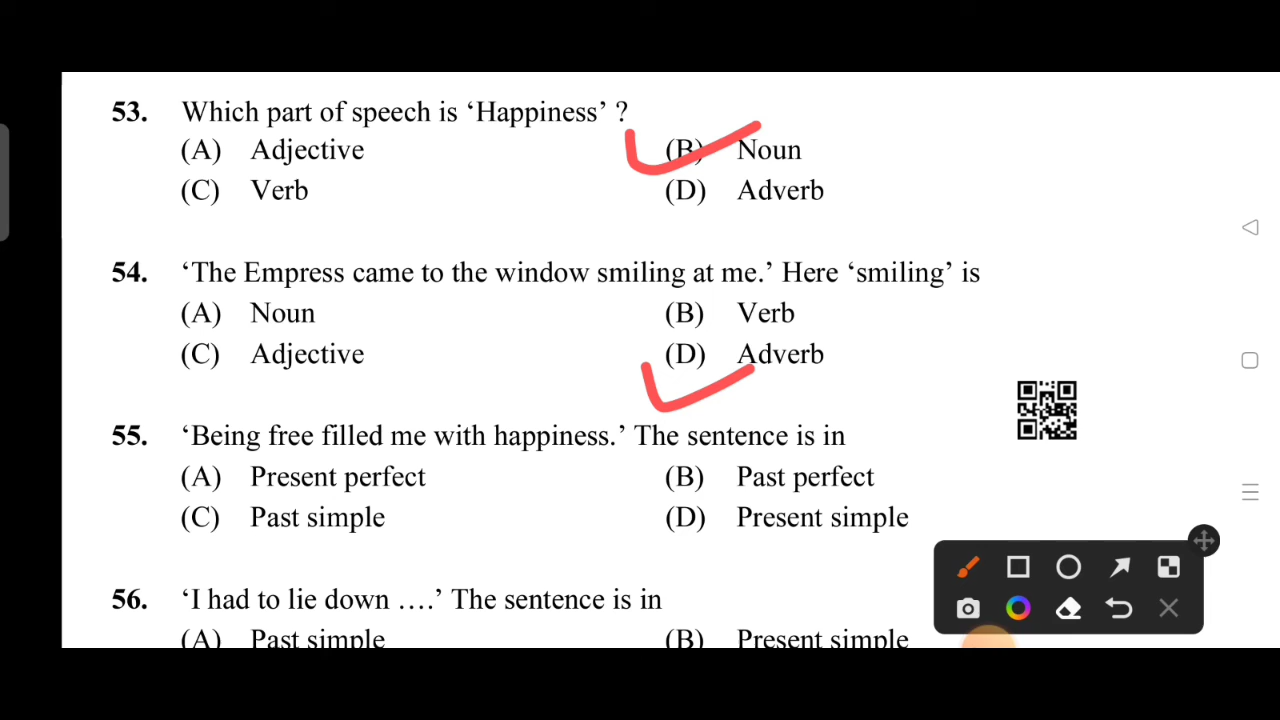 53. Which part of speech is ‘Happiness’ ?
(A) Adjective (B) Noun
(C) Verb (D) Adverb
54. ‘The Empress came to the window smiling at me.’ Here ‘smiling’ is
(A) Noun (B) Verb
(C) Adjective (D) Adverb
55. ‘Being free filled me with happiness.’ The sentence is in
(A) Present perfect (B) Past perfect
(C) Past simple (D) Present simple
56. ‘I had to lie down ….’ The sentence is in
(A) Past simple (B) Present simple